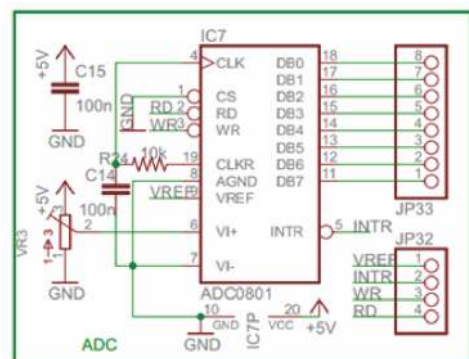 IC7
+5V
C15
100n
GND
4 CLK
1 CS
RD 2 RD
WR 3 WR
GND
R24 10k
19 CLKR
8 AGND
VREF 9 VREF
C14
100n
+5V
VR3
1→3
3
2
1
GND
6 VI+
7 VI-
DB0 18
DB1 17
DB2 16
DB3 15
DB4 14
DB5 13
DB6 12
DB7 11
INTR 5 INTR
ADC0801
8
7
6
5
4
3
2
1
JP33
JP32
VREF 1
INTR 2
WR 3
RD 4
10 GND
IC7P
VCC 20
+5V
GND
ADC